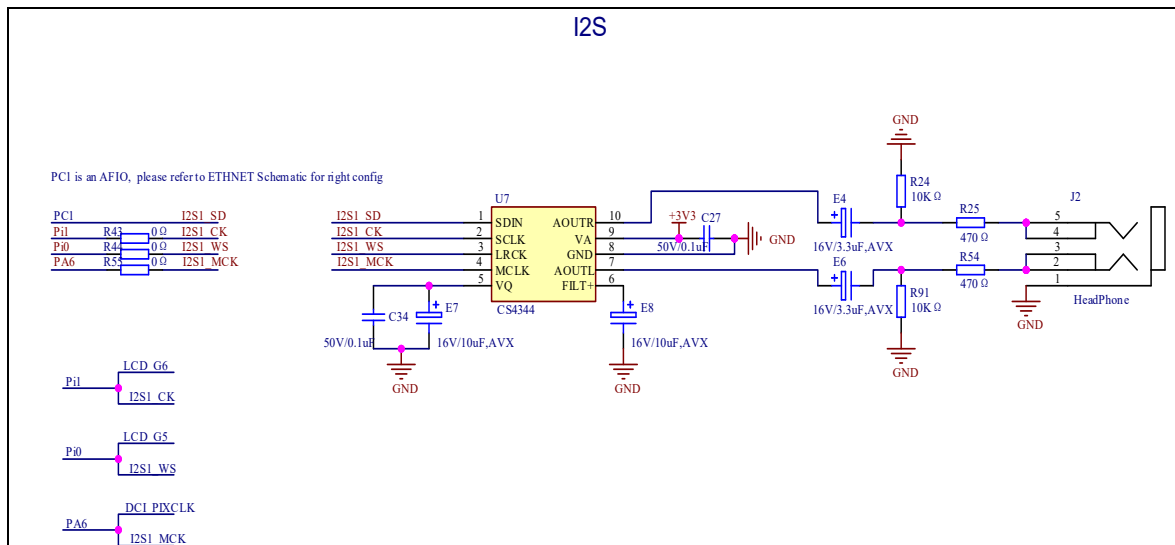 I2S
PC1 is an AFIO, please refer to ETHNET Schematic for right config
PC1 I2S1_SD
Pi1 R43 0Ω I2S1_CK
Pi0 R44 0Ω I2S1_WS
PA6 R55 0Ω I2S1_MCK
I2S1_SD
I2S1_CK
I2S1_WS
I2S1_MCK
U7
1 SDIN AOUTR 10
2 SCLK VA 9
3 LRCK GND 8
4 MCLK AOUTL 7
5 VQ FILT+ 6
CS4344
C34
50V/0.1uF
+ E7
16V/10uF,AVX
GND
+ E8
16V/10uF,AVX
GND
+3V3
C27
50V/0.1uF
GND
E4
+
16V/3.3uF,AVX
E6
+
16V/3.3uF,AVX
GND
R24
10KΩ
R25
470Ω
R54
470Ω
R91
10KΩ
GND
J2
5
4
3
2
1
HeadPhone
GND
Pi1
LCD_G6
I2S1_CK
Pi0
LCD_G5
I2S1_WS
PA6
DCI_PIXCLK
I2S1_MCK